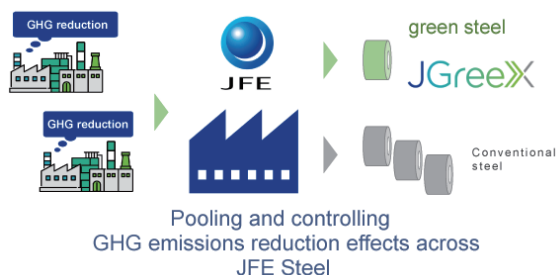 GHG reduction
GHG reduction
JFE
green steel
JGreeX
Conventional
steel
Pooling and controlling
GHG emissions reduction effects across
JFE Steel